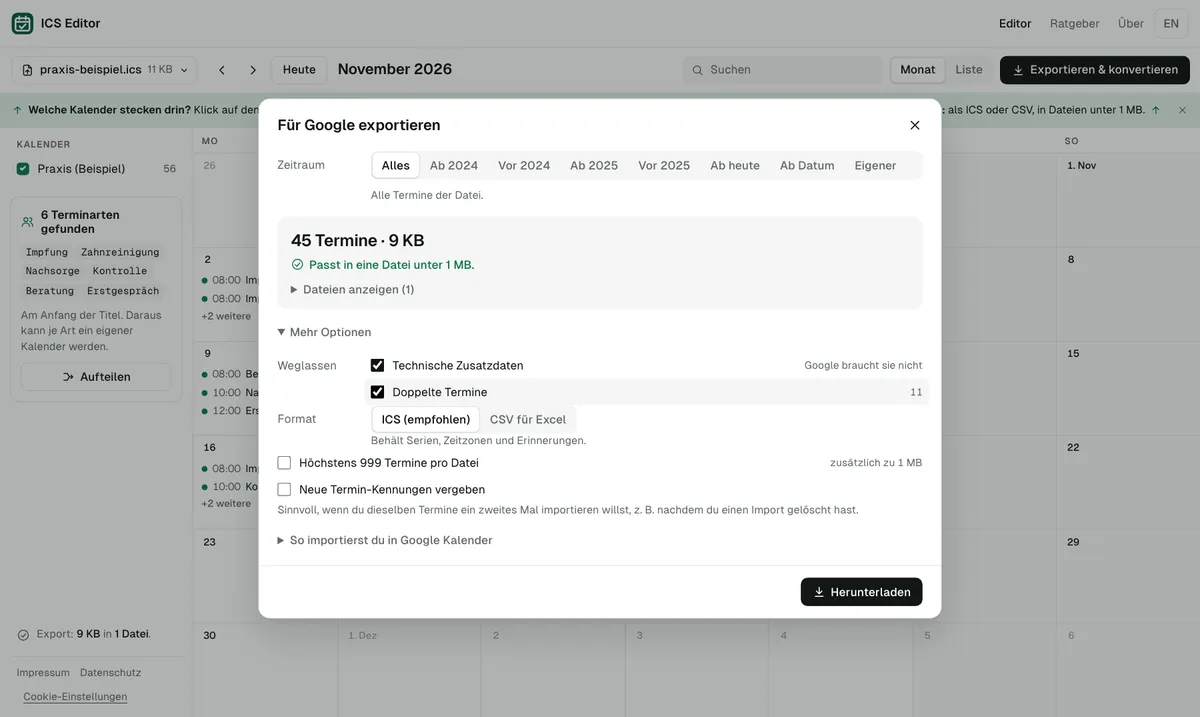 ICS Editor
Editor Ratgeber Über EN
praxis-beispiel.ics 11 KB
Heute November 2026
Suchen
Monat Liste
Exportieren & konvertieren
↑ Welche Kalender stecken drin? Klick auf den
als ICS oder CSV, in Dateien unter 1 MB. ↑
KALENDER
Praxis (Beispiel) 56
6 Terminarten
gefunden
Impfung Zahnreinigung
Nachsorge Kontrolle
Beratung Erstgespräch
Am Anfang der Titel. Daraus
kann je Art ein eigener
Kalender werden.
Aufteilen
Export: 9 KB in 1 Datei.
Impressum Datenschutz
Cookie-Einstellungen
MO SO
26 1. Nov
2 8
08:00 Im
08:00 Im
+2 weitere
9 15
08:00 Be
10:00 Na
12:00 Ers
16 22
08:00 Im
10:00 Ko
+2 weitere
23 29
30 1. Dez 2 3 4 5 6
Für Google exportieren
Zeitraum Alles Ab 2024 Vor 2024 Ab 2025 Vor 2025 Ab heute Ab Datum Eigener
Alle Termine der Datei.
45 Termine · 9 KB
Passt in eine Datei unter 1 MB.
Dateien anzeigen (1)
Mehr Optionen
Weglassen Technische Zusatzdaten Google braucht sie nicht
Doppelte Termine 11
Format ICS (empfohlen) CSV für Excel
Behält Serien, Zeitzonen und Erinnerungen.
Höchstens 999 Termine pro Datei zusätzlich zu 1 MB
Neue Termin-Kennungen vergeben
Sinnvoll, wenn du dieselben Termine ein zweites Mal importieren willst, z. B. nachdem du einen Import gelöscht hast.
So importierst du in Google Kalender
Herunterladen